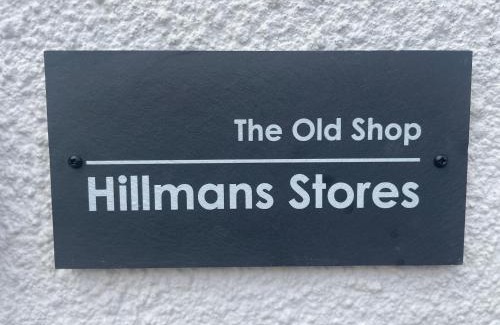 The Old Shop
Hillmans Stores